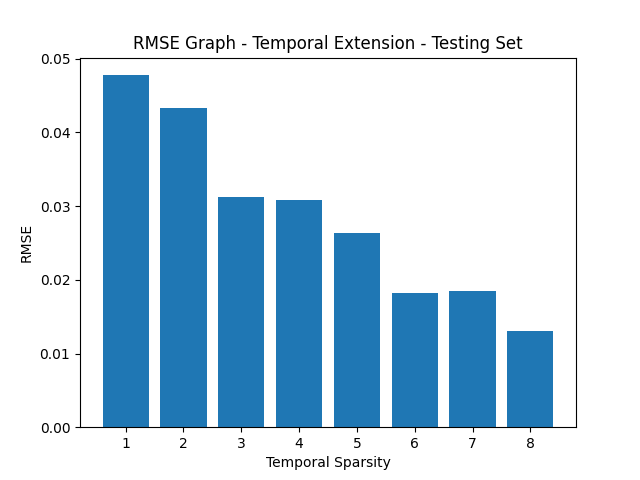 RMSE Graph - Temporal Extension - Testing Set
0.05
0.04
0.03
0.02
0.01
0.00
RMSE
1 2 3 4 5 6 7 8
Temporal Sparsity